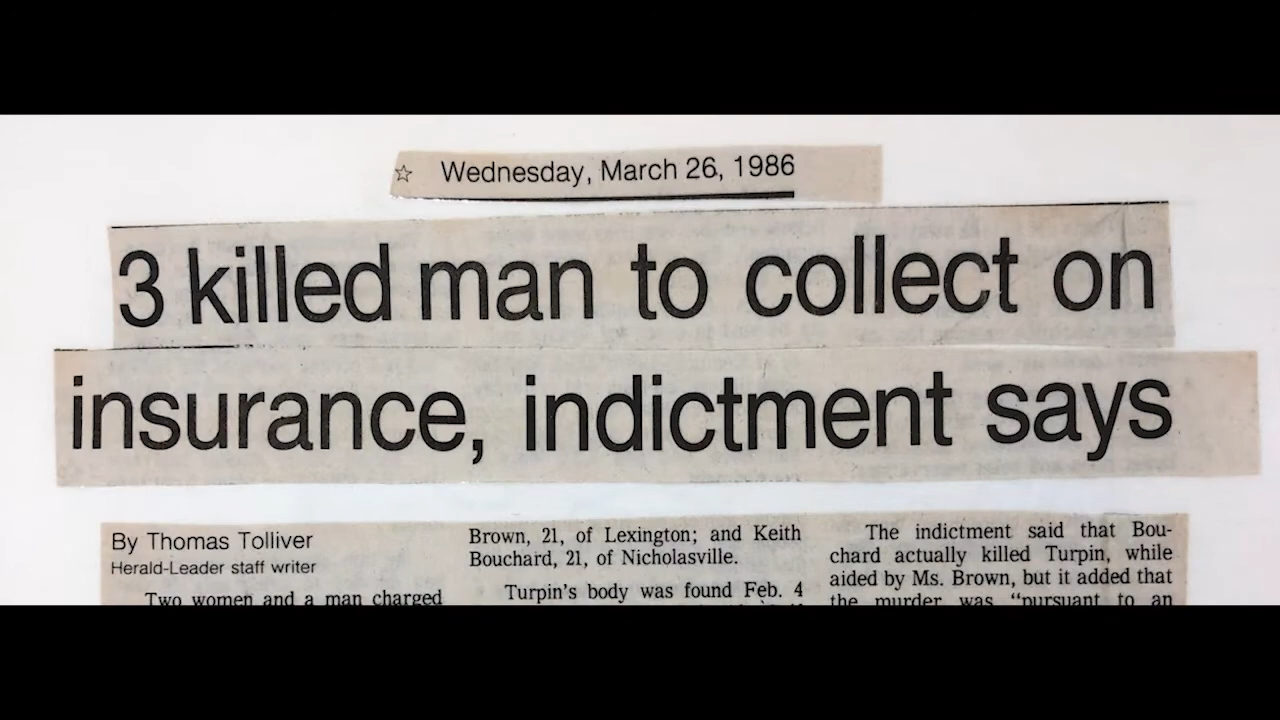 ☆ Wednesday, March 26, 1986
3 killed man to collect on
insurance, indictment says
By Thomas Tolliver
Herald-Leader staff writer
Two women and a man charged
Brown, 21, of Lexington; and Keith
Bouchard, 21, of Nicholasville.
Turpin's body was found Feb. 4
The indictment said that Bou-
chard actually killed Turpin, while
aided by Ms. Brown, but it added that
the murder was "pursuant to an